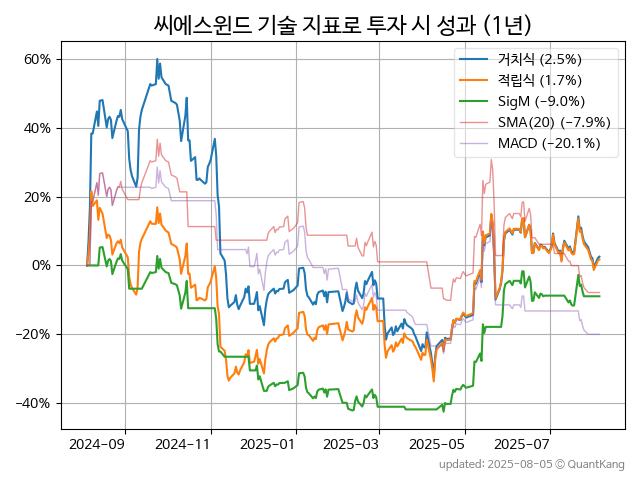 씨에스윈드 기술 지표로 투자 시 성과 (1년)
거치식 (2.5%)
적립식 (1.7%)
SigM (−9.0%)
SMA(20) (−7.9%)
MACD (−20.1%)
60%
40%
20%
0%
−20%
−40%
2024-09 2024-11 2025-01 2025-03 2025-05 2025-07
updated: 2025-08-05 © QuantKang